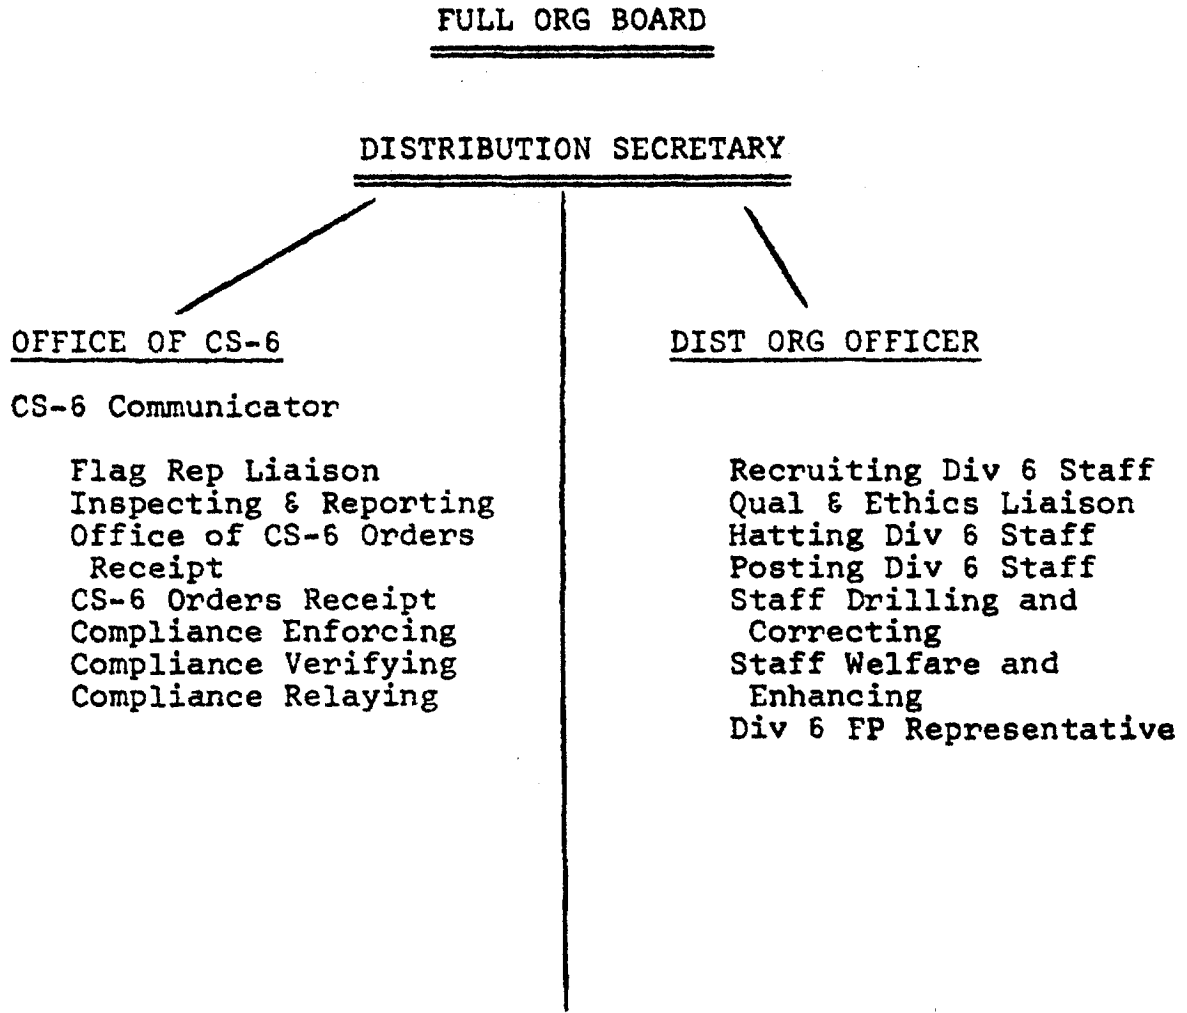 FULL ORG BOARD
DISTRIBUTION SECRETARY
OFFICE OF CS-6
CS-6 Communicator
Flag Rep Liaison
Inspecting & Reporting
Office of CS-6 Orders
Receipt
CS-6 Orders Receipt
Compliance Enforcing
Compliance Verifying
Compliance Relaying
DIST ORG OFFICER
Recruiting Div 6 Staff
Qual & Ethics Liaison
Hatting Div 6 Staff
Posting Div 6 Staff
Staff Drilling and
Correcting
Staff Welfare and
Enhancing
Div 6 FP Representative